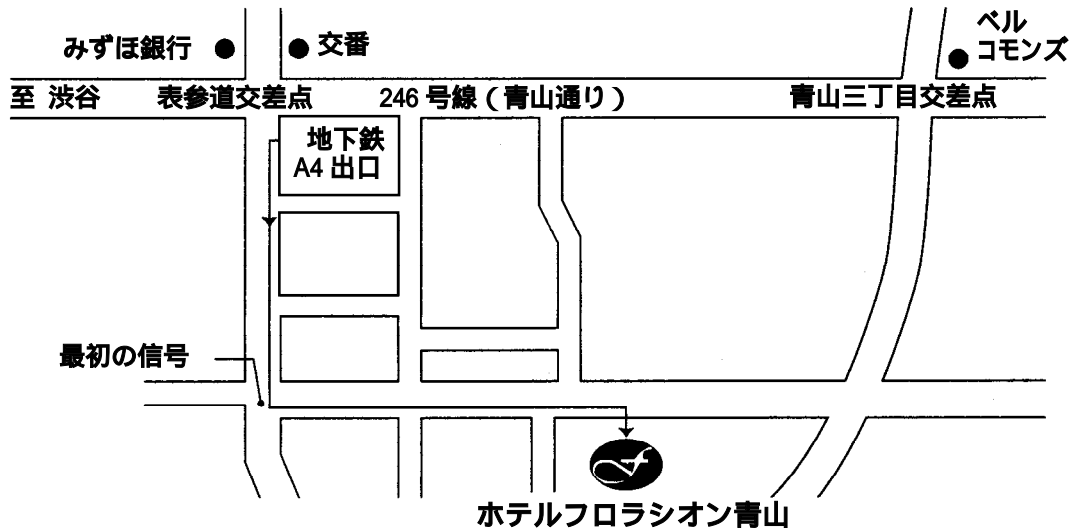 みずほ銀行
交番
ベル
コモンズ
至 渋谷
表参道交差点
246 号線（青山通り）
青山三丁目交差点
地下鉄
A4 出口
最初の信号
f
ホテルフロラシオン青山